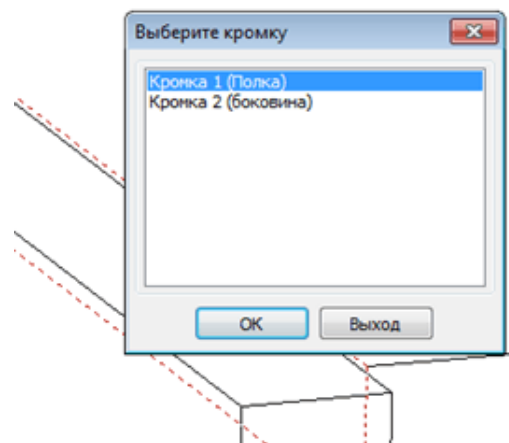 Выберите кромку
Кромка 1 (Полка)
Кромка 2 (боковина)
OK
Выход